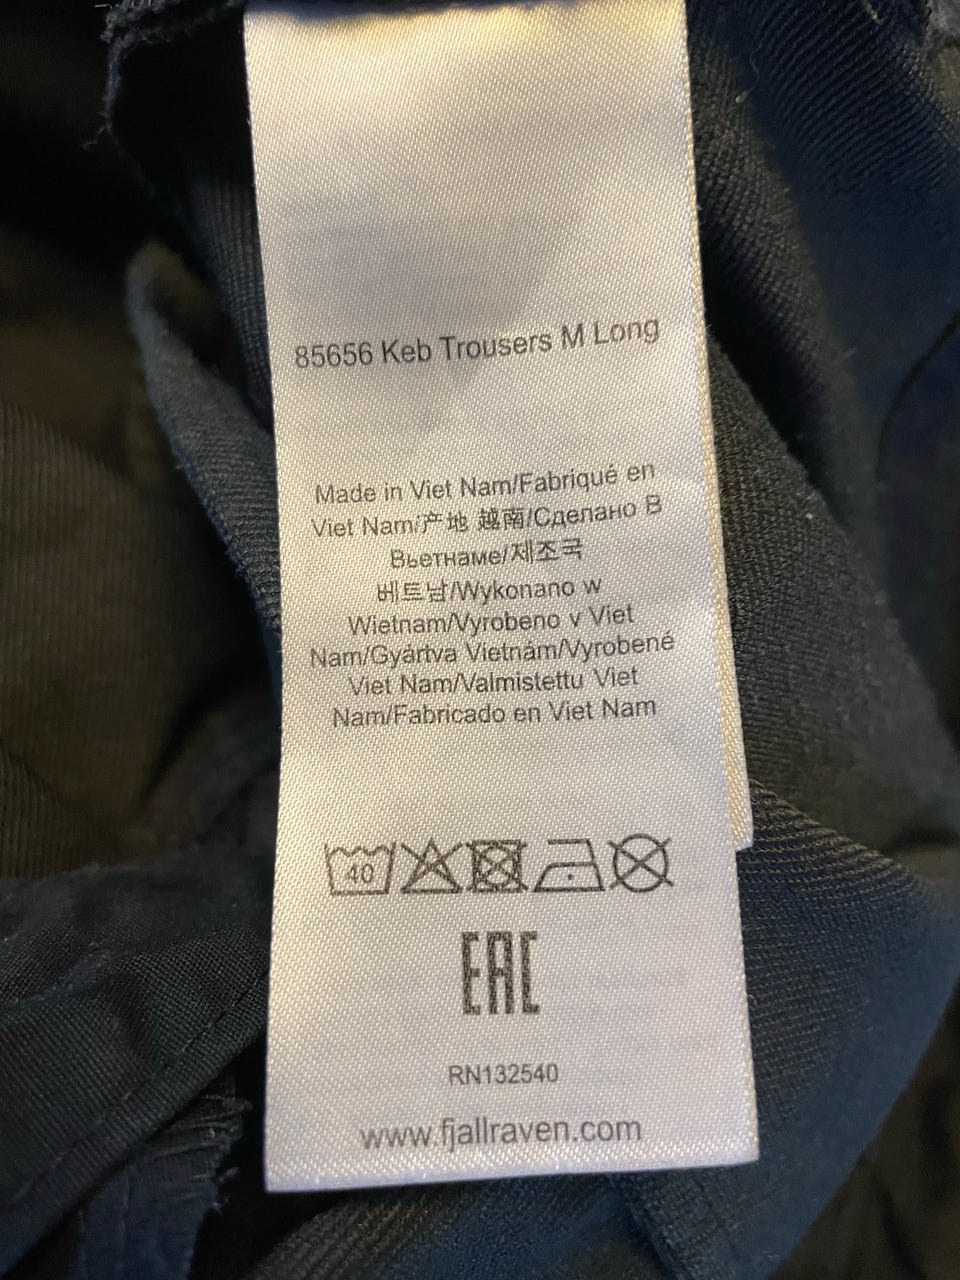 85656 Keb Trousers M Long
Made in Viet Nam/Fabriqué en
Viet Nam/产地 越南/Сделано В
Вьетнаме/제조국
베트남/Wykonano w
Wietnam/Vyrobeno v Viet
Nam/Gyártva Vietnám/Vyrobené
Viet Nam/Valmistettu Viet
Nam/Fabricado en Viet Nam
40
EAC
RN132540
www.fjallraven.com